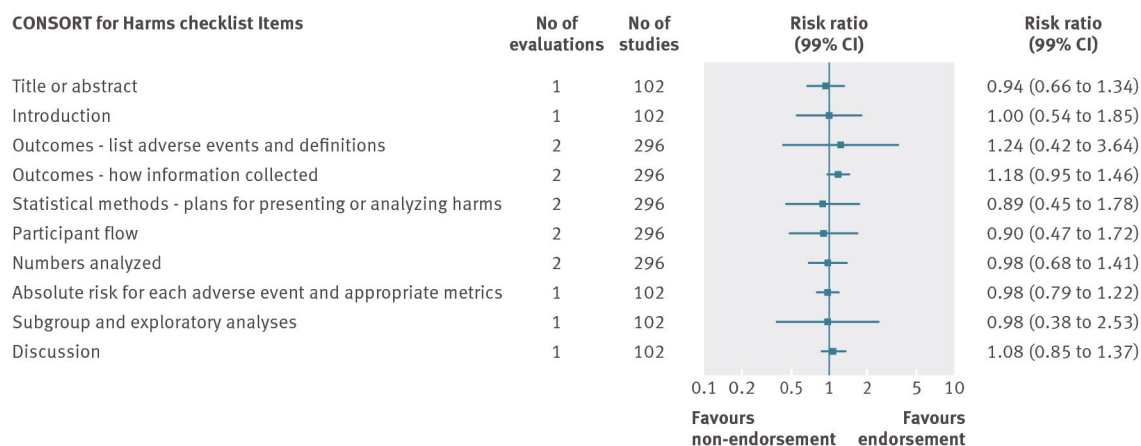 CONSORT for Harms checklist Items No of evaluations No of studies Risk ratio (99% CI) Risk ratio (99% CI)
Title or abstract 1 102 0.94 (0.66 to 1.34)
Introduction 1 102 1.00 (0.54 to 1.85)
Outcomes - list adverse events and definitions 2 296 1.24 (0.42 to 3.64)
Outcomes - how information collected 2 296 1.18 (0.95 to 1.46)
Statistical methods - plans for presenting or analyzing harms 2 296 0.89 (0.45 to 1.78)
Participant flow 2 296 0.90 (0.47 to 1.72)
Numbers analyzed 2 296 0.98 (0.68 to 1.41)
Absolute risk for each adverse event and appropriate metrics 1 102 0.98 (0.79 to 1.22)
Subgroup and exploratory analyses 1 102 0.98 (0.38 to 2.53)
Discussion 1 102 1.08 (0.85 to 1.37)
0.1 0.2 0.5 1 2 5 10
Favours non-endorsement Favours endorsement